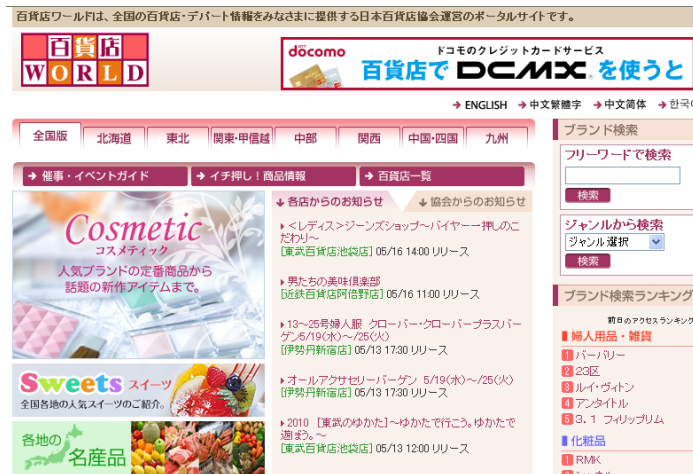 百貨店ワールドは、全国の百貨店・デパート情報をみなさまに提供する日本百貨店協会運営のポータルサイトです。
百貨店
WORLD
döcomo
ドコモのクレジットカードサービス
百貨店で DCMX を使うと
ENGLISH
中文繁體字
中文简体
한국
全国版
北海道
東北
関東・甲信越
中部
関西
中国・四国
九州
催事・イベントガイド
イチ押し!商品情報
百貨店一覧
Cosmetic
コスメティック
人気ブランドの定番商品から
話題の新作アイテムまで。
Sweets スイーツ
全国各地の人気スイーツのご紹介。
各地の
名産品
各店からのお知らせ
協会からのお知らせ
<レディス>ジーンズショップ~バイヤー一押しのこ
だわり~
[東武百貨店池袋店] 05/16 14:00 リリース
男たちの美味倶楽部
[近鉄百貨店阿倍野店] 05/16 11:00 リリース
13~25号婦人服 クローバー・クロ―バープラスバー
ゲン5/19(水)~/25(火)
[伊勢丹新宿店] 05/13 17:30 リリース
オールアクサセリーバーゲン 5/19(水)~/25(火)
[伊勢丹新宿店] 05/13 17:30 リリース
2010 [東武のゆかた]~ゆかたで行こう。ゆかたで
逦ぼう。~
[東武百貨店池袋店] 05/13 12:00 リリース
ブランド検索
フリーワードで検索
検索
ジャンルから検索
ジャンル選択
検索
ブランド検索ランキング
前日のアクセスランキング
婦人用品・雑貨
1 バーバリー
2 23区
3 ルイ・ヴィトン
4 アンタイトル
5 3.1 フィリップリム
化粧品
1 RMK